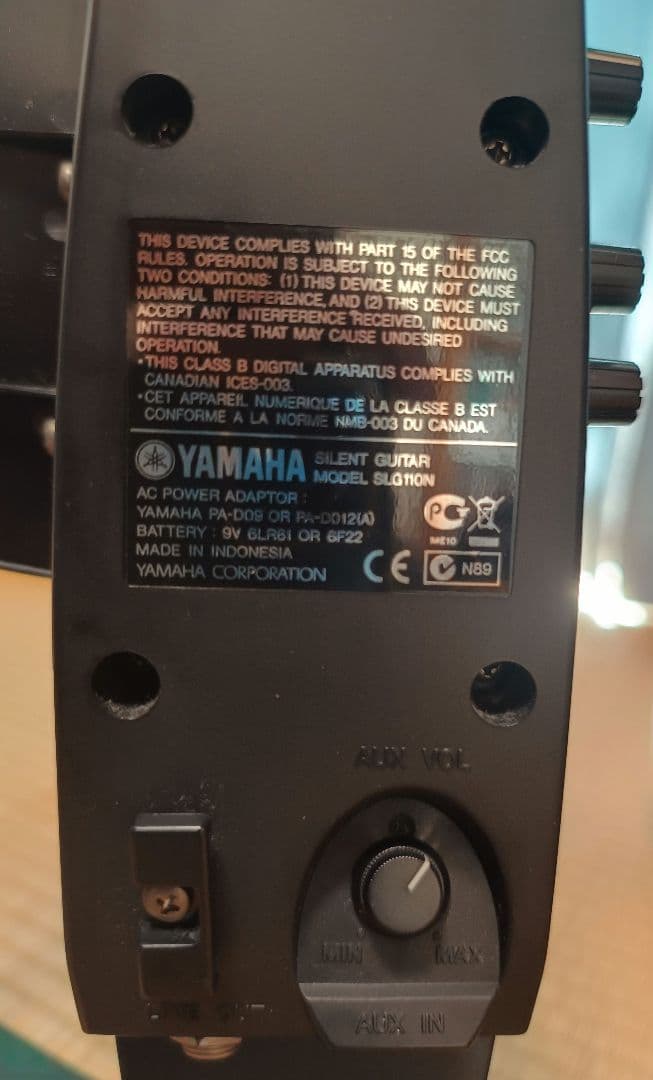 THIS DEVICE COMPLIES WITH PART 15 OF THE FCC
RULES. OPERATION IS SUBJECT TO THE FOLLOWING
TWO CONDITIONS: (1) THIS DEVICE MAY NOT CAUSE
HARMFUL INTERFERENCE, AND (2) THIS DEVICE MUST
ACCEPT ANY INTERFERENCE RECEIVED, INCLUDING
INTERFERENCE THAT MAY CAUSE UNDESIRED
OPERATION.
•THIS CLASS B DIGITAL APPARATUS COMPLIES WITH
CANADIAN ICES-003.
•CET APPAREIL NUMERIQUE DE LA CLASSE B EST
CONFORME A LA NORME NMB-003 DU CANADA.
YAMAHA SILENT GUITAR
MODEL SLG110N
AC POWER ADAPTOR :
YAMAHA PA-D09 OR PA-D012(A)
BATTERY : 9V 6LR61 OR 6F22
MADE IN INDONESIA
YAMAHA CORPORATION
ME10
CE N89
AUX VOL
MIN MAX
LINE OUT
AUX IN